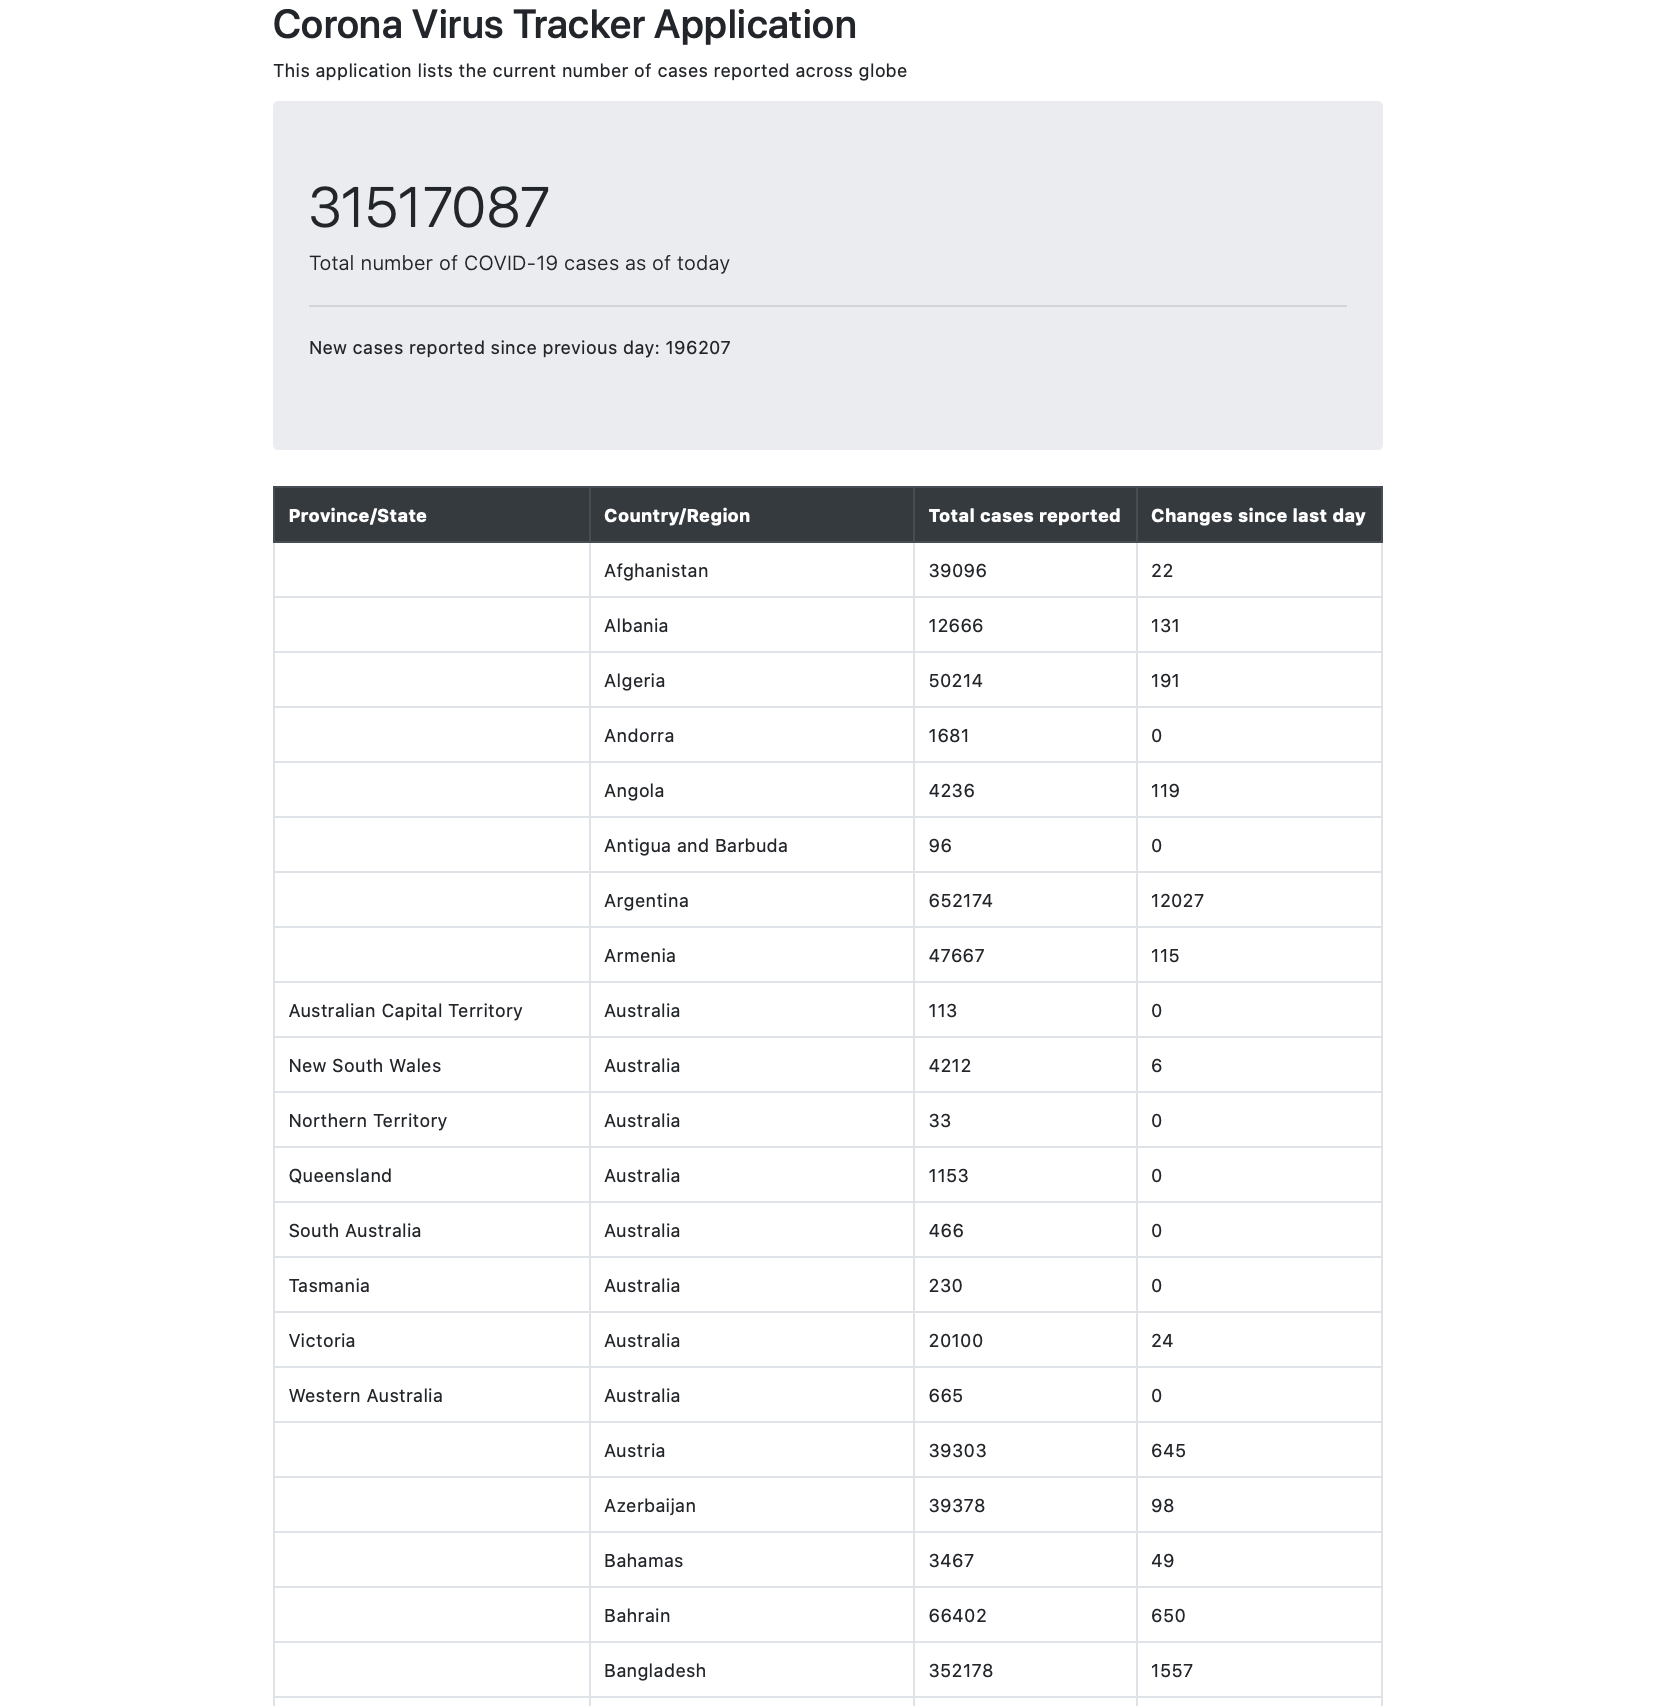 Corona Virus Tracker Application
This application lists the current number of cases reported across globe
31517087
Total number of COVID-19 cases as of today
New cases reported since previous day: 196207
Province/State Country/Region Total cases reported Changes since last day
Afghanistan 39096 22
Albania 12666 131
Algeria 50214 191
Andorra 1681 0
Angola 4236 119
Antigua and Barbuda 96 0
Argentina 652174 12027
Armenia 47667 115
Australian Capital Territory Australia 113 0
New South Wales Australia 4212 6
Northern Territory Australia 33 0
Queensland Australia 1153 0
South Australia Australia 466 0
Tasmania Australia 230 0
Victoria Australia 20100 24
Western Australia Australia 665 0
Austria 39303 645
Azerbaijan 39378 98
Bahamas 3467 49
Bahrain 66402 650
Bangladesh 352178 1557